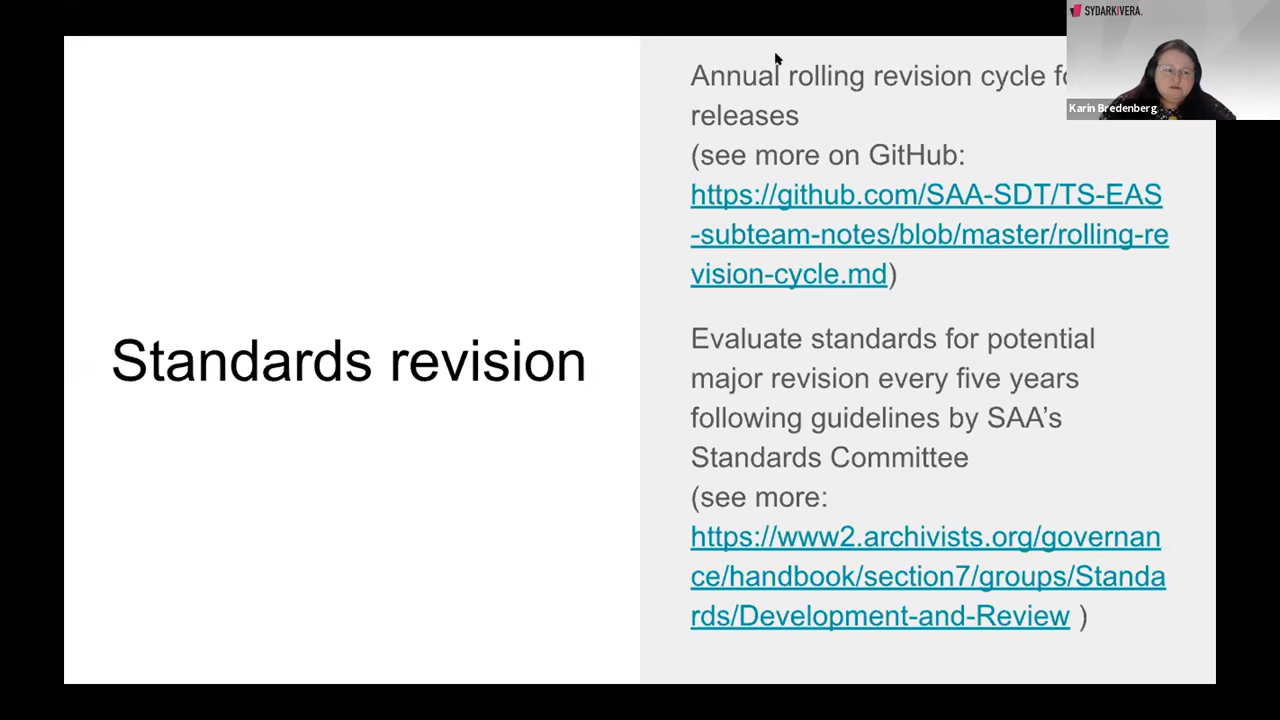 SYDARKIVERA.
Karin Bredenberg
Standards revision
Annual rolling revision cycle
releases
(see more on GitHub:
https://github.com/SAA-SDT/TS-EAS
-subteam-notes/blob/master/rolling-re
vision-cycle.md)
Evaluate standards for potential
major revision every five years
following guidelines by SAA's
Standards Committee
(see more:
https://www2.archivists.org/governan
ce/handbook/section7/groups/Standa
rds/Development-and-Review )